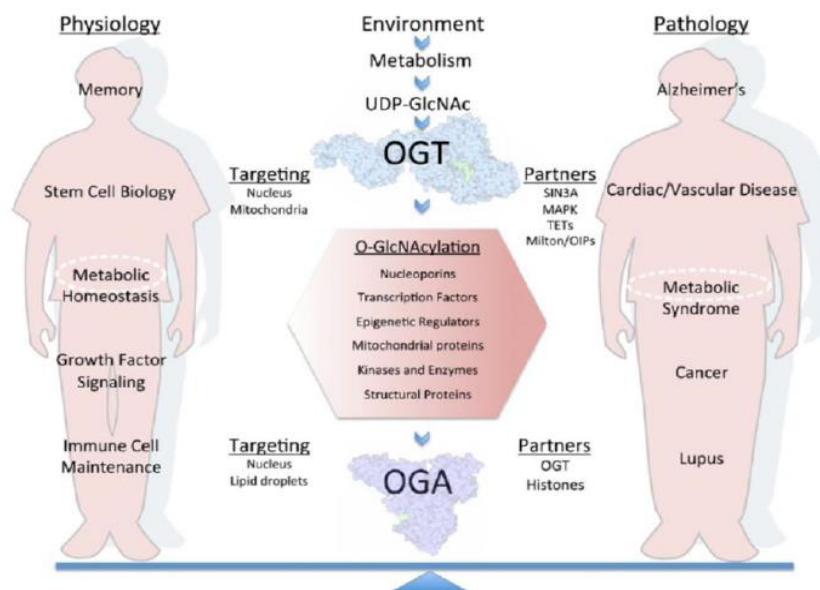 Physiology
Memory
Stem Cell Biology
Metabolic
Homeostasis
Growth Factor
Signaling
Immune Cell
Maintenance
Environment
Metabolism
UDP-GlcNAc
OGT
Targeting
Nucleus
Mitochondria
Partners
SIN3A
MAPK
TETs
Milton/OIPs
O-GlcNAcylation
Nucleoporins
Transcription Factors
Epigenetic Regulators
Mitochondrial proteins
Kinases and Enzymes
Structural Proteins
Targeting
Nucleus
Lipid droplets
OGA
Partners
OGT
Histones
Pathology
Alzheimer's
Cardiac/Vascular Disease
Metabolic
Syndrome
Cancer
Lupus